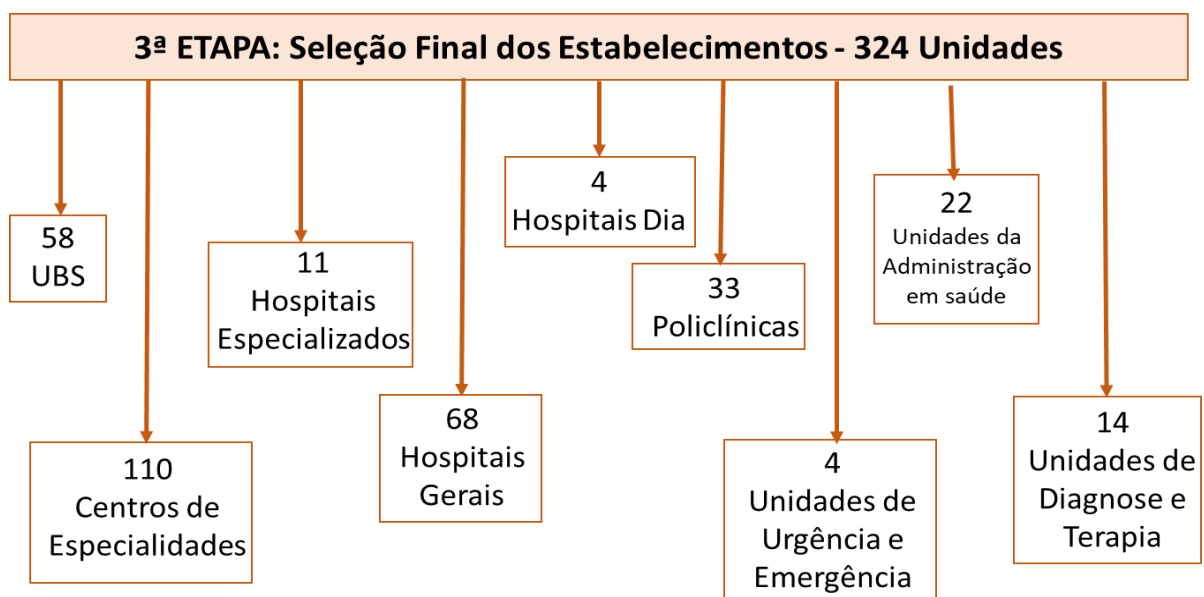 3ª ETAPA: Seleção Final dos Estabelecimentos - 324 Unidades
58
UBS
110
Centros de
Especialidades
11
Hospitais
Especializados
68
Hospitais
Gerais
4
Hospitais Dia
33
Policlínicas
4
Unidades de
Urgência e
Emergência
22
Unidades da
Administração
em saúde
14
Unidades de
Diagnose e
Terapia